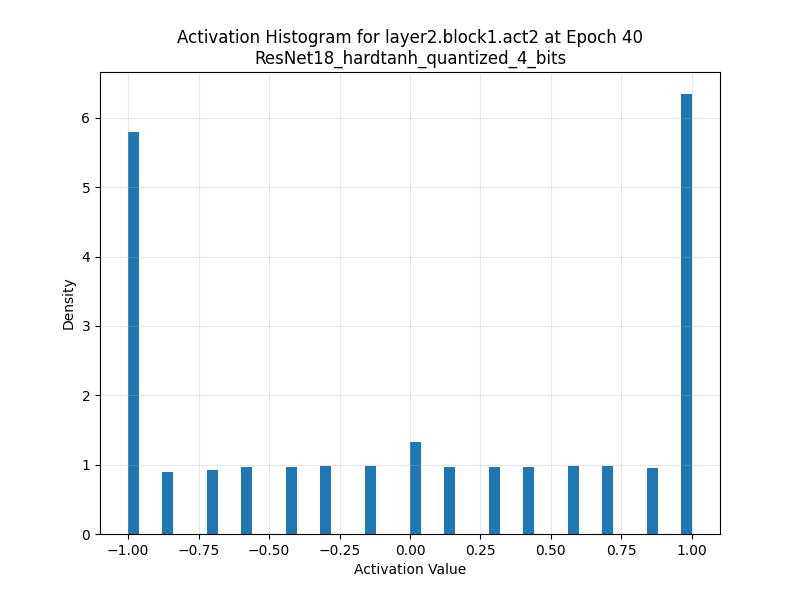 Activation Histogram for layer2.block1.act2 at Epoch 40
ResNet18_hardtanh_quantized_4_bits
6
5
4
3
2
1
0
Density
−1.00 −0.75 −0.50 −0.25 0.00 0.25 0.50 0.75 1.00
Activation Value